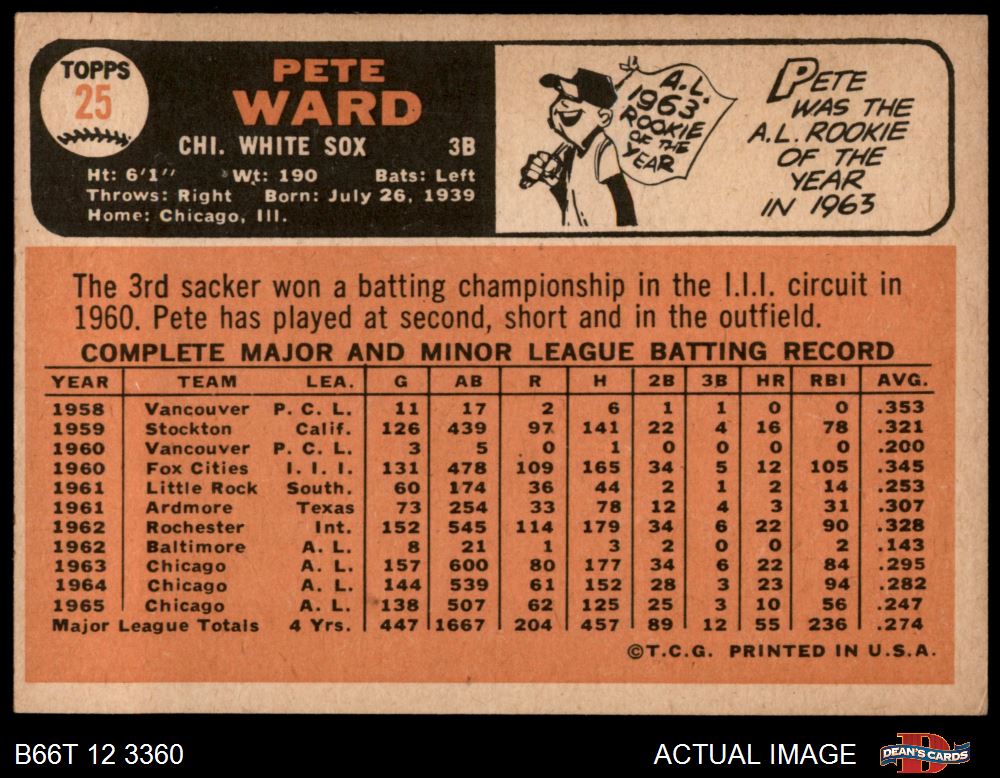 TOPPS
25
PETE
WARD
CHI. WHITE SOX 3B
Ht: 6'1" Wt: 190 Bats: Left
Throws: Right Born: July 26, 1939
Home: Chicago, Ill.
A.L.
1963
ROOKIE
OF THE
YEAR
PETE
WAS THE
A.L. ROOKIE
OF THE
YEAR
IN 1963
The 3rd sacker won a batting championship in the I.I.I. circuit in
1960. Pete has played at second, short and in the outfield.
COMPLETE MAJOR AND MINOR LEAGUE BATTING RECORD
YEAR TEAM LEA. G AB R H 2B 3B HR RBI AVG.
1958 Vancouver P. C. L. 11 17 2 6 1 1 0 0 .353
1959 Stockton Calif. 126 439 97 141 22 4 16 78 .321
1960 Vancouver P. C. L. 3 5 0 1 0 0 0 0 .200
1960 Fox Cities I. I. I. 131 478 109 165 34 5 12 105 .345
1961 Little Rock South. 60 174 36 44 2 1 2 14 .253
1961 Ardmore Texas 73 254 33 78 12 4 3 31 .307
1962 Rochester Int. 152 545 114 179 34 6 22 90 .328
1962 Baltimore A. L. 8 21 1 3 2 0 0 2 .143
1963 Chicago A. L. 157 600 80 177 34 6 22 84 .295
1964 Chicago A. L. 144 539 61 152 28 3 23 94 .282
1965 Chicago A. L. 138 507 62 125 25 3 10 56 .247
Major League Totals 4 Yrs. 447 1667 204 457 89 12 55 236 .274
©T.C.G. PRINTED IN U.S.A.
B66T 12 3360 ACTUAL IMAGE
D
DEAN'S CARDS